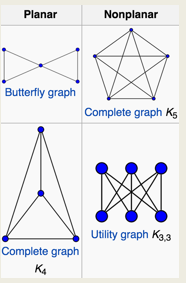 Planar
Nonplanar
Butterfly graph
Complete graph K5
Complete graph
K4
Utility graph K3,3